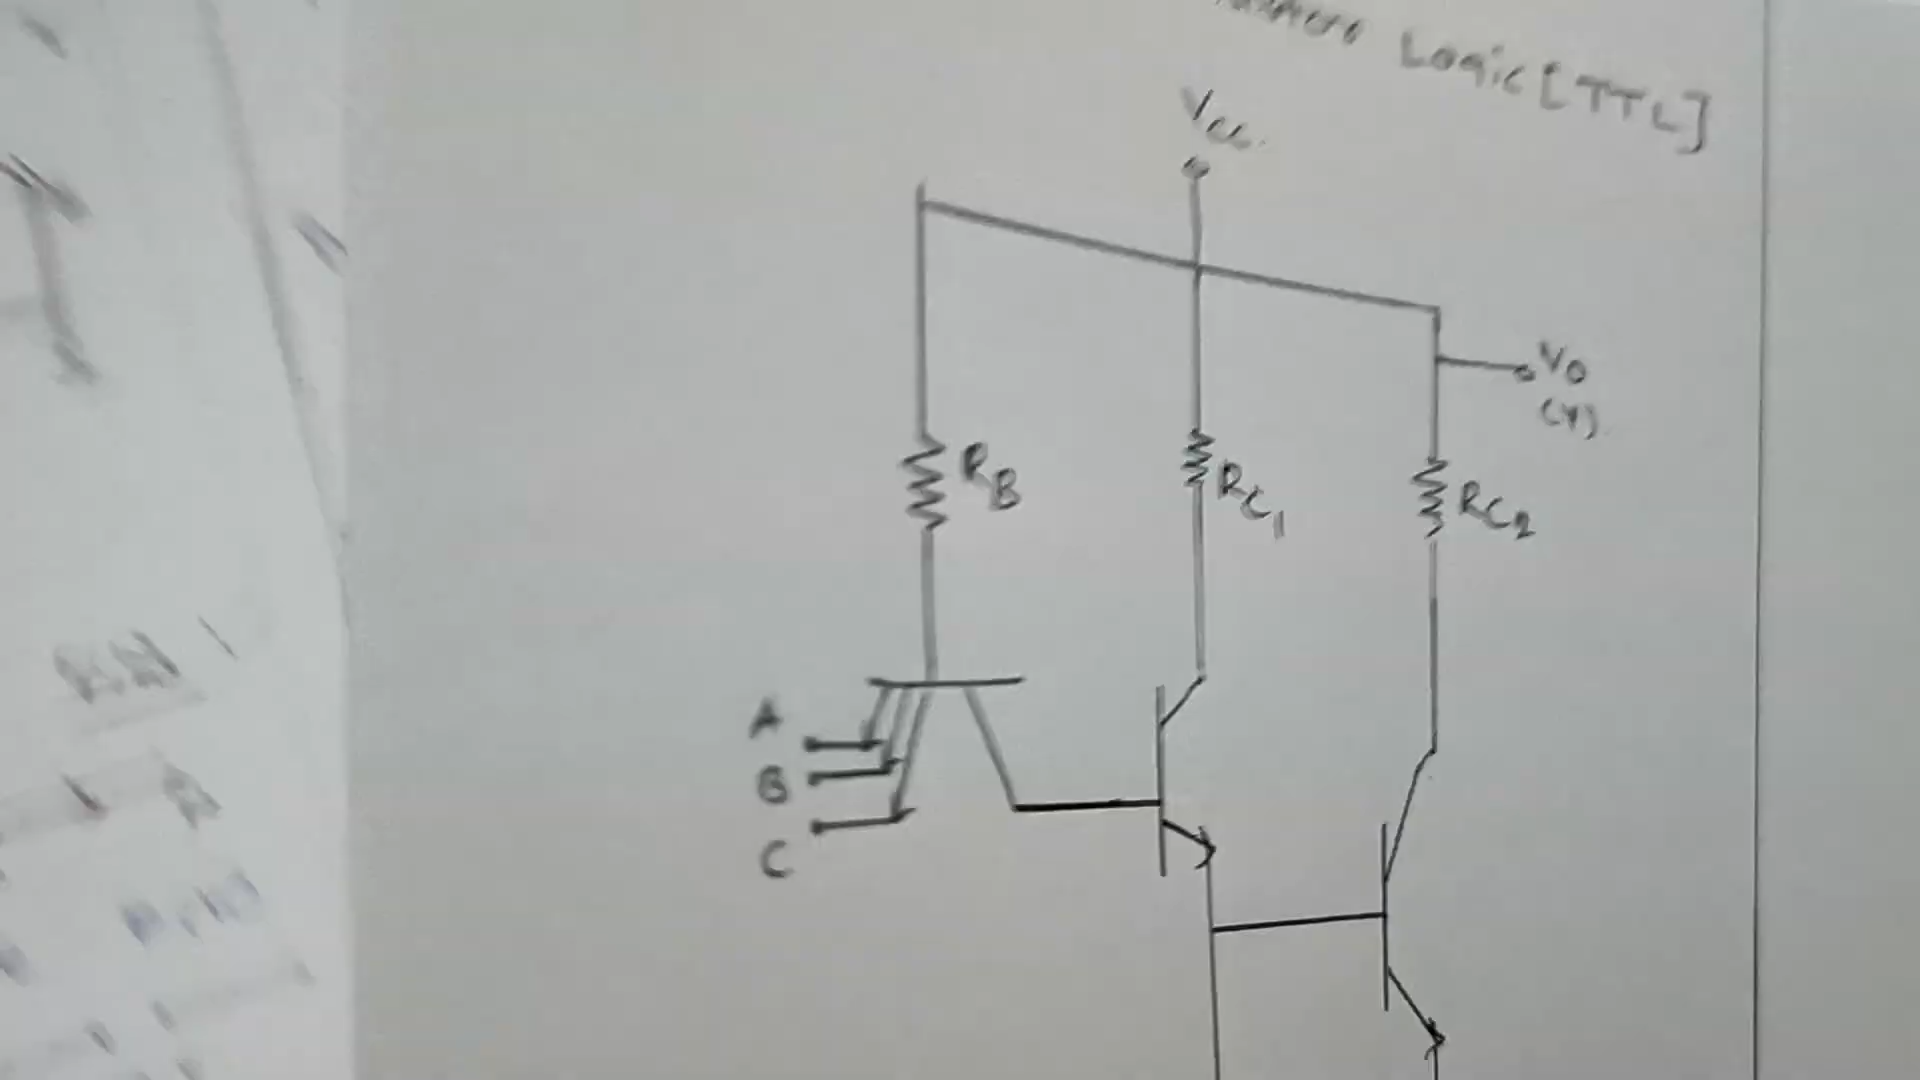 Logic [TTL]
Vcc.
Vo
(Y)
RB
RC1
RC2
A
B
C